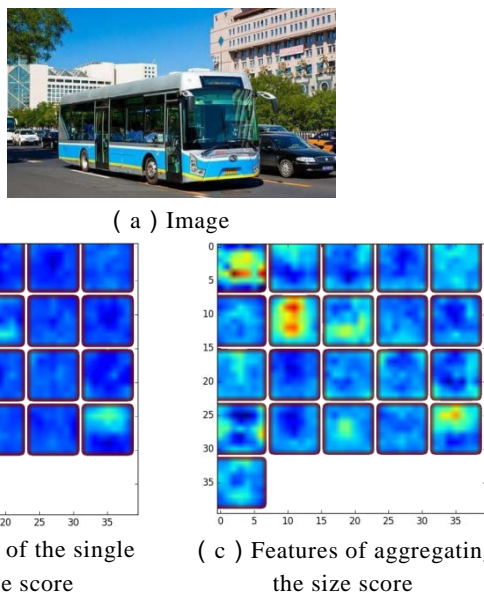 ( a ) Image
0
5
10
15
20
25
30
35
20 25 30 35
0 5 10 15 20 25 30 35
of the single
score
( c ) Features of aggregating
the size score